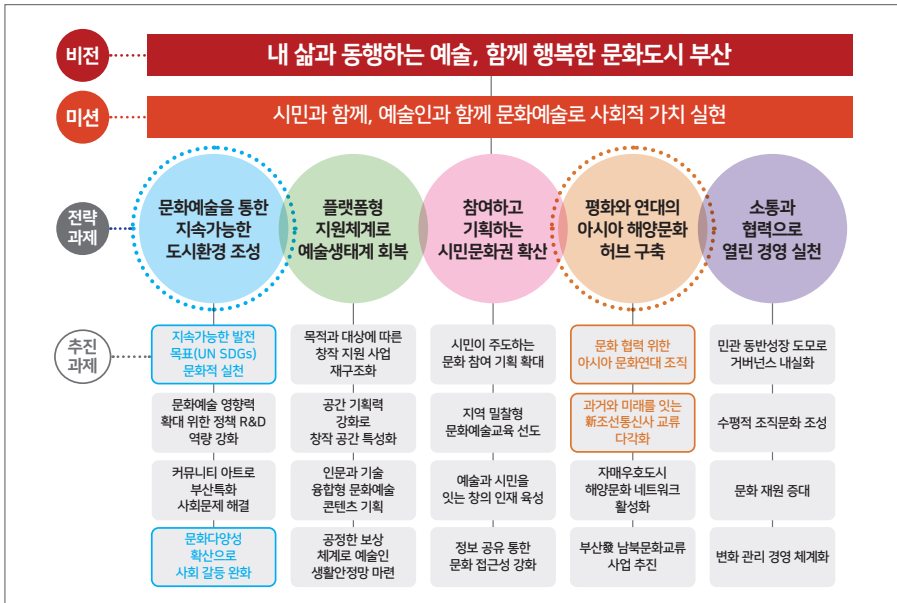 비전
내 삶과 동행하는 예술, 함께 행복한 문화도시 부산
미션
시민과 함께, 예술인과 함께 문화예술로 사회적 가치 실현
전략
과제
문화예술을 통한
지속가능한
도시환경 조성
플랫폼형
지원체계로
예술생태계 회복
참여하고
기획하는
시민문화권 확산
평화와 연대의
아시아 해양문화
허브 구축
소통과
협력으로
열린 경영 실천
추진
과제
지속가능한 발전
목표(UN SDGs)
문화적 실천
목적과 대상에 따른
창작 지원 사업
재구조화
시민이 주도하는
문화 참여 기획 확대
문화 협력 위한
아시아 문화연대 조직
민관 동반성장 도모로
거버넌스 내실화
문화예술 영향력
확대 위한 정책 R&D
역량 강화
공간 기획력
강화로
창작 공간 특성화
지역 밀착형
문화예술교육 선도
과거와 미래를 잇는
新조선통신사 교류
다각화
수평적 조직문화 조성
커뮤니티 아트로
부산특화
사회문제 해결
인문과 기술
융합형 문화예술
콘텐츠 기획
예술과 시민을
잇는 창의 인재 육성
자매우호도시
해양문화 네트워크
활성화
문화 재원 증대
문화다양성
확산으로
사회 갈등 완화
공정한 보상
체계로 예술인
생활안정망 마련
정보 공유 통한
문화 접근성 강화
부산發 남북문화교류
사업 추진
변화 관리 경영 체계화